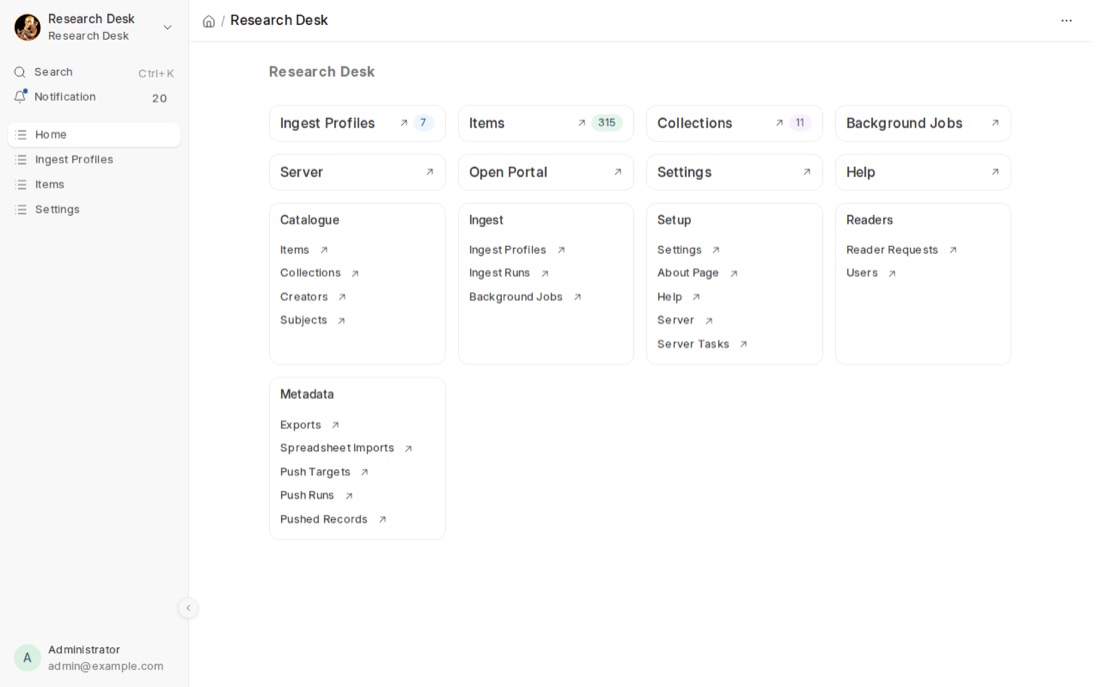 Research Desk
Research Desk
Search Ctrl+K
Notification 20
Home
Ingest Profiles
Items
Settings
A
Administrator
admin@example.com
/ Research Desk
Research Desk
Ingest Profiles 7
Items 315
Collections 11
Background Jobs
Server
Open Portal
Settings
Help
Catalogue
Items
Collections
Creators
Subjects
Ingest
Ingest Profiles
Ingest Runs
Background Jobs
Setup
Settings
About Page
Help
Server
Server Tasks
Readers
Reader Requests
Users
Metadata
Exports
Spreadsheet Imports
Push Targets
Push Runs
Pushed Records